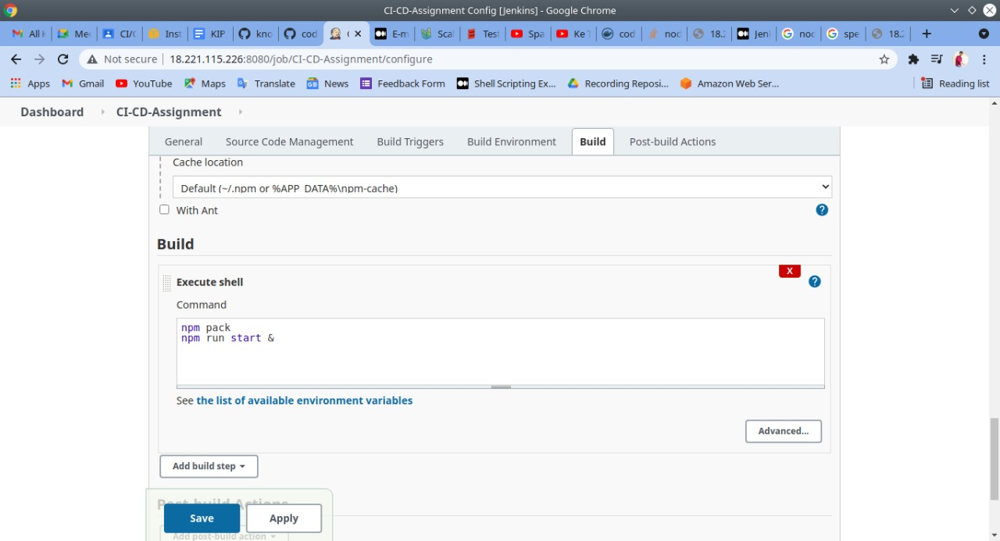 CI-CD-Assignment Config [Jenkins] - Google Chrome
All Me CI/C Inst KIP kno cod ( E-m Scal Test Spa Ke T cod nod 18.2 Jenl noc spe 18.2
Not secure 18.221.115.226:8080/job/CI-CD-Assignment/configure
Apps Gmail YouTube Maps Translate News Feedback Form Shell Scripting Ex... Recording Reposi... Amazon Web Ser... Reading list
Dashboard CI-CD-Assignment
General Source Code Management Build Triggers Build Environment Build Post-build Actions
Cache location
Default (~/.npm or %APP_DATA%\npm-cache)
With Ant ?
Build
X
Execute shell ?
Command
npm pack
npm run start &
See the list of available environment variables
Advanced...
Add build step
Post-build Actions
Save Apply
Add post-build action